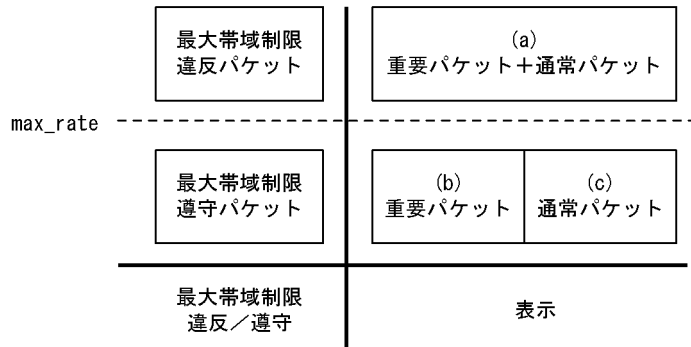 最大帯域制限
違反パケット
(a)
重要パケット＋通常パケット
max_rate
最大帯域制限
遵守パケット
(b)
重要パケット
(c)
通常パケット
最大帯域制限
違反／遵守
表示